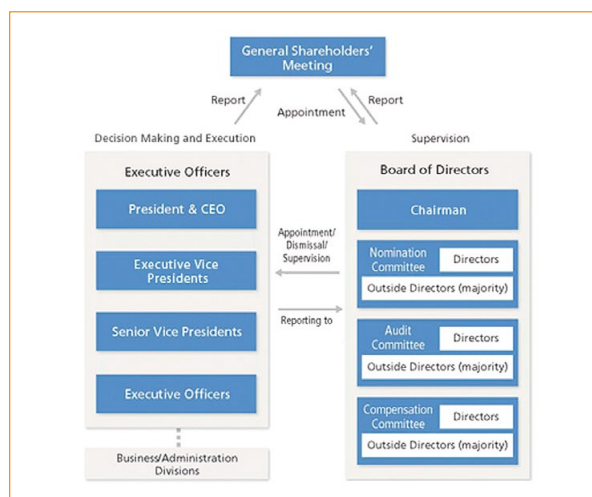 General Shareholders'
Meeting
Report
Appointment
Report
Decision Making and Execution
Supervision
Executive Officers
President & CEO
Executive Vice
Presidents
Senior Vice Presidents
Executive Officers
Business/Administration
Divisions
Appointment/
Dismissal/
Supervision
Reporting to
Board of Directors
Chairman
Nomination
Committee
Directors
Outside Directors (majority)
Audit
Committee
Directors
Outside Directors (majority)
Compensation
Committee
Directors
Outside Directors (majority)